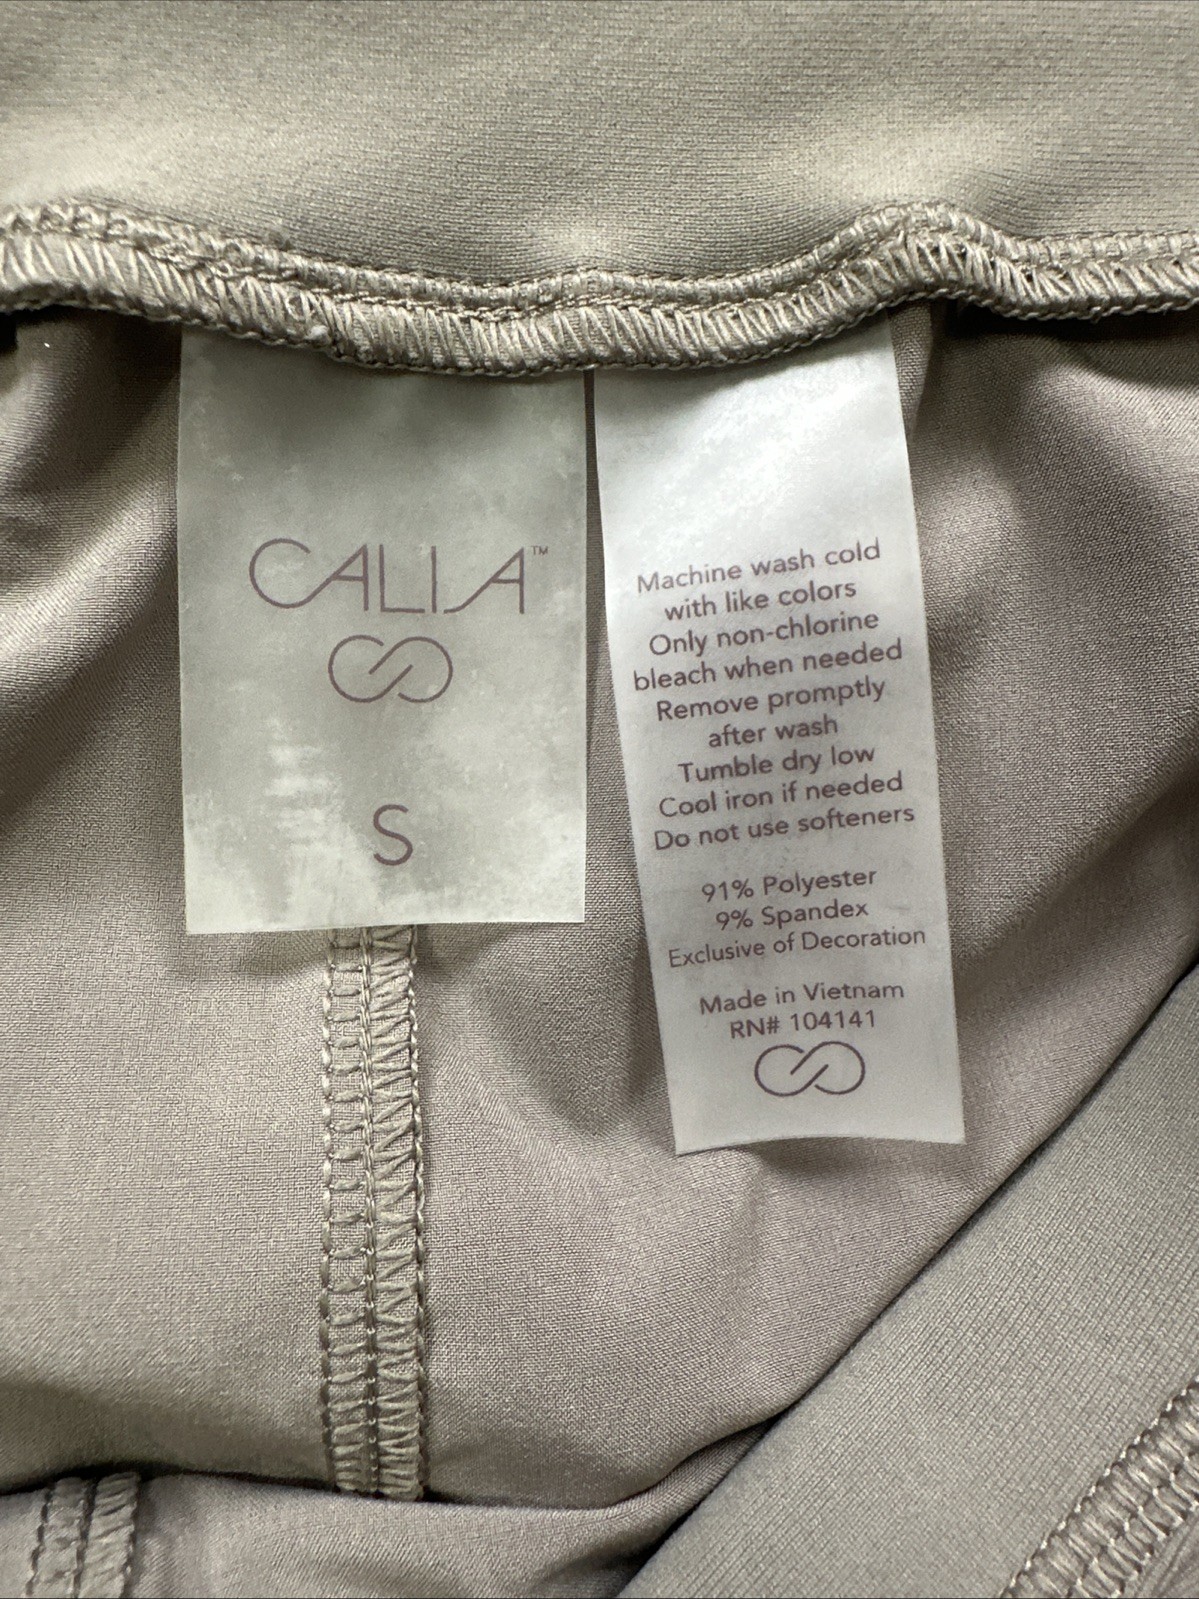 CALIA™
S
Machine wash cold
with like colors
Only non-chlorine
bleach when needed
Remove promptly
after wash
Tumble dry low
Cool iron if needed
Do not use softeners
91% Polyester
9% Spandex
Exclusive of Decoration
Made in Vietnam
RN# 104141